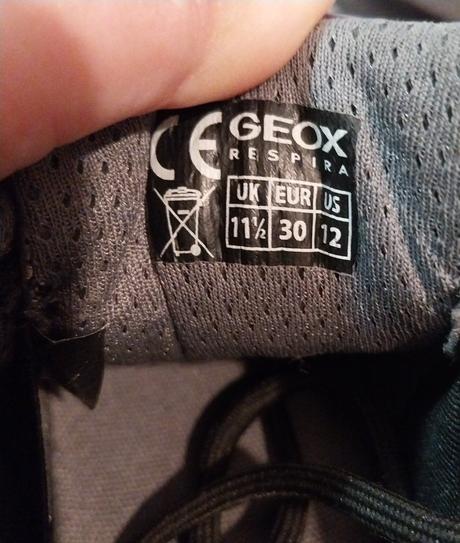 CE GEOX
RESPIRA
UK EUR US
11½ 30 12